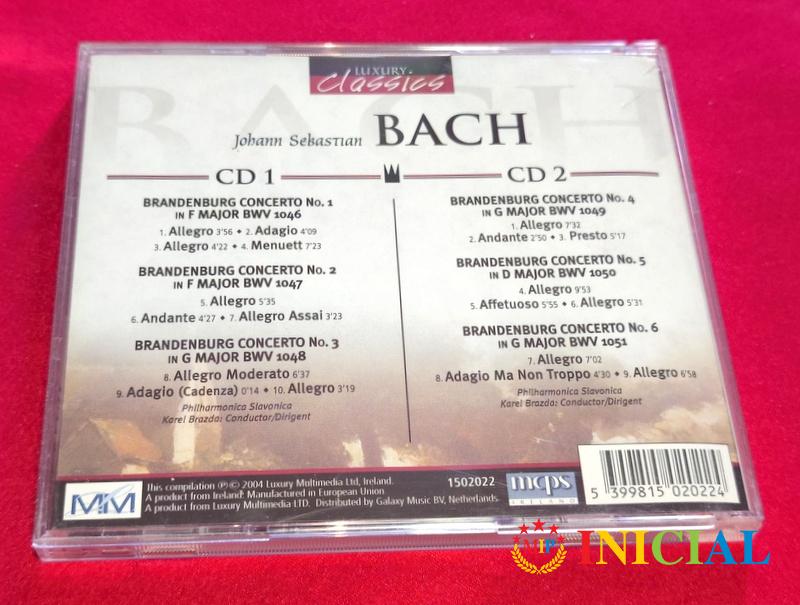 LUXURY
Classics
BACH
Johann Sebastian BACH
CD 1
BRANDENBURG CONCERTO No. 1
IN F MAJOR BWV 1046
1. Allegro 3'56 • 2. Adagio 4'09
3. Allegro 4'22 • 4. Menuett 7'23
BRANDENBURG CONCERTO No. 2
IN F MAJOR BWV 1047
5. Allegro 5'35
6. Andante 4'27 • 7. Allegro Assai 3'23
BRANDENBURG CONCERTO No. 3
IN G MAJOR BWV 1048
8. Allegro Moderato 6'37
9. Adagio (Cadenza) 0'14 • 10. Allegro 3'19
Philharmonica Slavonica
Karel Brazda: Conductor/Dirigent
CD 2
BRANDENBURG CONCERTO No. 4
IN G MAJOR BWV 1049
1. Allegro 7'32
2. Andante 2'50 • 3. Presto 5'17
BRANDENBURG CONCERTO No. 5
IN D MAJOR BWV 1050
4. Allegro 9'53
5. Affetuoso 5'55 • 6. Allegro 5'31
BRANDENBURG CONCERTO No. 6
IN G MAJOR BWV 1051
7. Allegro 7'02
8. Adagio Ma Non Troppo 4'30 • 9. Allegro 6'58
Philharmonica Slavonica
Karel Brazda: Conductor/Dirigent
MM
This compilation ℗© 2004 Luxury Multimedia Ltd, Ireland.
A product from Ireland: Manufactured in European Union
A product from Luxury Multimedia LTD. Distributed by Galaxy Music BV, Netherlands.
1502022
mcps
IRELAND
5 399815 020224
VIP INICIAL